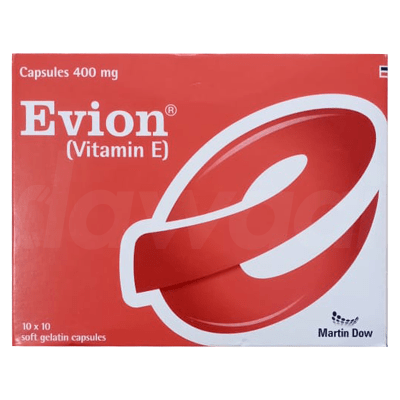 Capsules 400 mg
Evion®
(Vitamin E)
10 x 10
soft gelatin capsules
Martin Dow